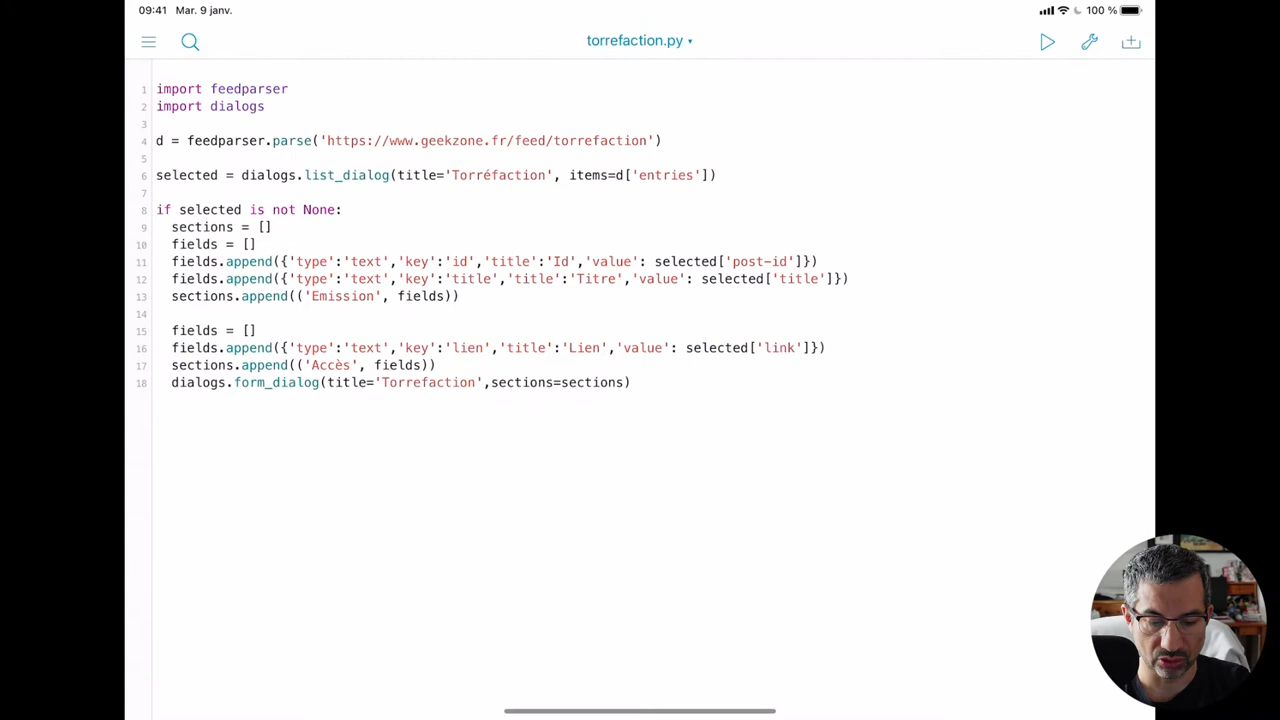 09:41 Mar. 9 janv. 100 %
torrefaction.py ▾
1 import feedparser
2 import dialogs
3
4 d = feedparser.parse('https://www.geekzone.fr/feed/torrefaction')
5
6 selected = dialogs.list_dialog(title='Torréfaction', items=d['entries'])
7
8 if selected is not None:
9 sections = []
10 fields = []
11 fields.append({'type':'text','key':'id','title':'Id','value': selected['post-id']})
12 fields.append({'type':'text','key':'title','title':'Titre','value': selected['title']})
13 sections.append(('Emission', fields))
14
15 fields = []
16 fields.append({'type':'text','key':'lien','title':'Lien','value': selected['link']})
17 sections.append(('Accès', fields))
18 dialogs.form_dialog(title='Torrefaction',sections=sections)